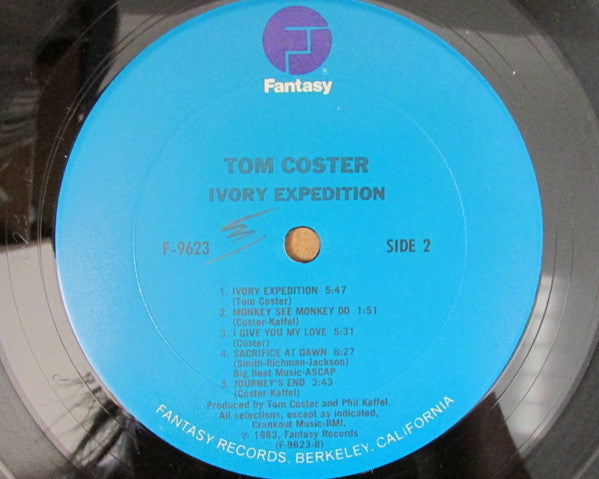 ®
Fantasy
TOM COSTER
IVORY EXPEDITION
F-9623
SIDE 2
1. IVORY EXPEDITION 5:47
(Tom Coster)
2. MONKEY SEE MONKEY DO 1:51
(Coster-Kaffel)
3. I GIVE YOU MY LOVE 5:31
(Coster)
4. SACRIFICE AT DAWN 6:27
(Smith-Richman-Jackson)
Big Beat Music-ASCAP
5. JOURNEY'S END 3:43
(Coster-Kaffel)
Produced by Tom Coster and Phil Kaffel.
All selections, except as indicated,
Crankout Music-BMI.
℗ 1983, Fantasy Records
(F-9623-B)
FANTASY RECORDS, BERKELEY, CALIFORNIA